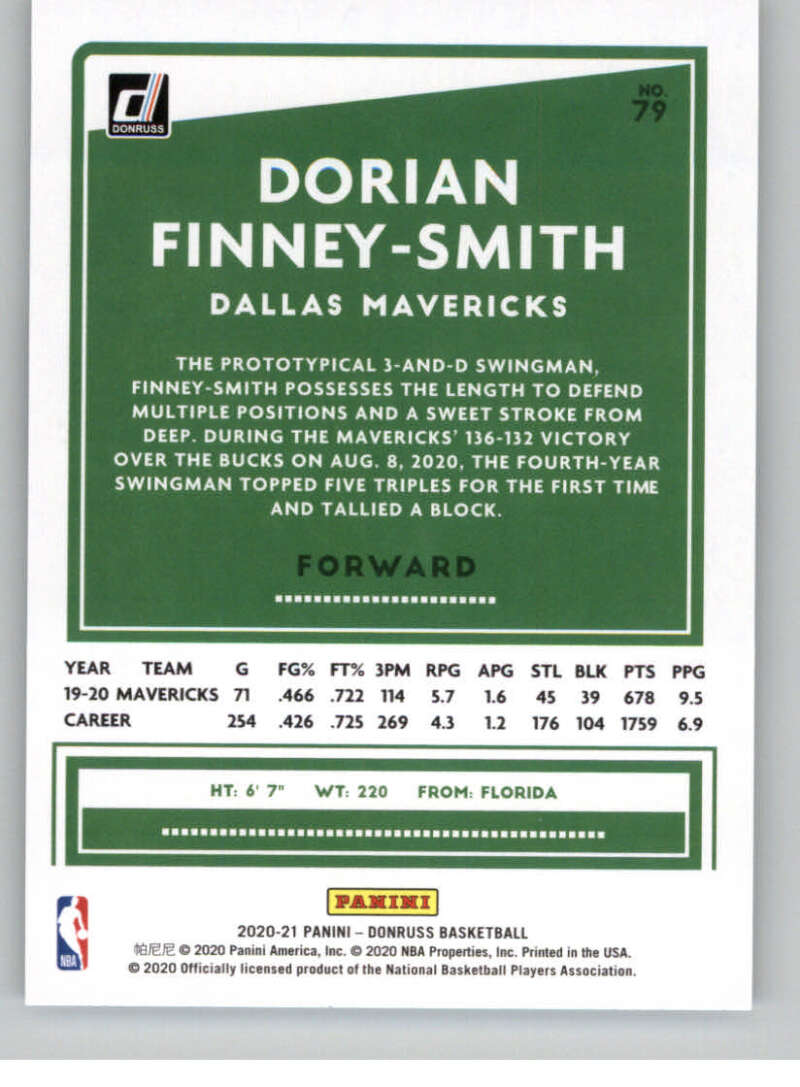 DONRUSS
NO.
79
DORIAN
FINNEY-SMITH
DALLAS MAVERICKS
THE PROTOTYPICAL 3-AND-D SWINGMAN,
FINNEY-SMITH POSSESSES THE LENGTH TO DEFEND
MULTIPLE POSITIONS AND A SWEET STROKE FROM
DEEP. DURING THE MAVERICKS' 136-132 VICTORY
OVER THE BUCKS ON AUG. 8, 2020, THE FOURTH-YEAR
SWINGMAN TOPPED FIVE TRIPLES FOR THE FIRST TIME
AND TALLIED A BLOCK.
FORWARD
YEAR TEAM G FG% FT% 3PM RPG APG STL BLK PTS PPG
19-20 MAVERICKS 71 .466 .722 114 5.7 1.6 45 39 678 9.5
CAREER 254 .426 .725 269 4.3 1.2 176 104 1759 6.9
HT: 6' 7" WT: 220 FROM: FLORIDA
PANINI
2020-21 PANINI – DONRUSS BASKETBALL
帕尼尼 © 2020 Panini America, Inc. © 2020 NBA Properties, Inc. Printed in the USA.
© 2020 Officially licensed product of the National Basketball Players Association.
NBA